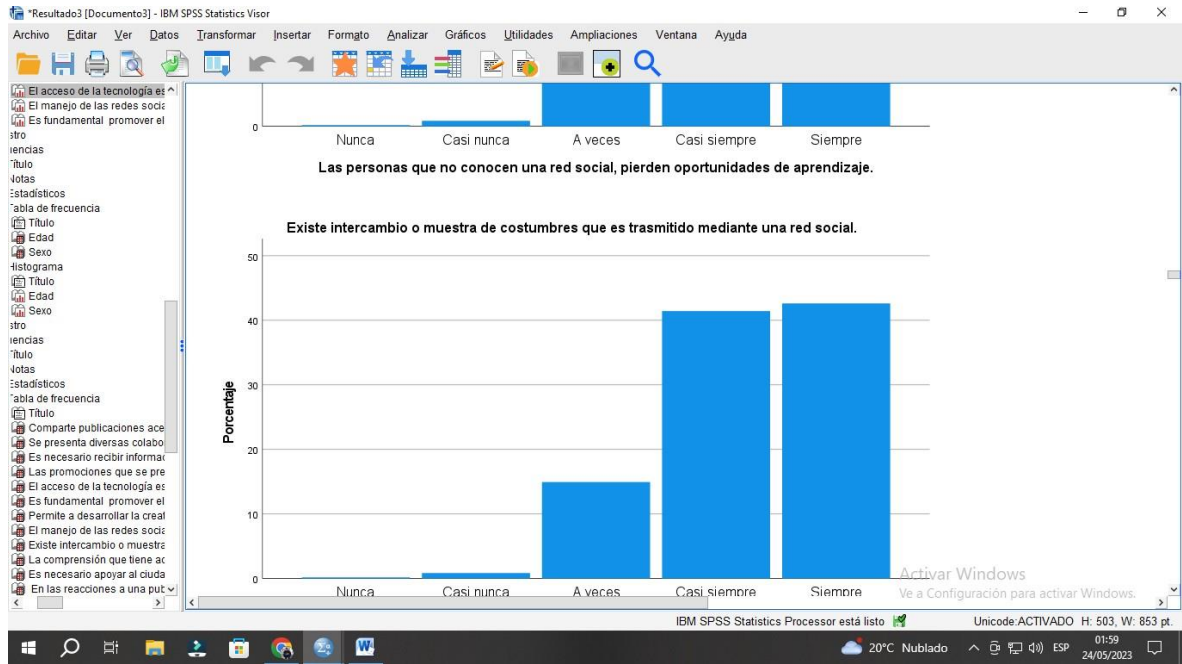 *Resultado3 [Documento3] - IBM SPSS Statistics Visor
Archivo Editar Ver Datos Transformar Insertar Formato Analizar Gráficos Utilidades Ampliaciones Ventana Ayuda
El acceso de la tecnología es
El manejo de las redes socia
Es fundamental promover el
stro
iencias
Título
Notas
Estadísticos
Tabla de frecuencia
Título
Edad
Sexo
Histograma
Título
Edad
Sexo
stro
iencias
Título
Notas
Estadísticos
Tabla de frecuencia
Título
Comparte publicaciones ace
Se presenta diversas colabo
Es necesario recibir informac
Las promociones que se pre
El acceso de la tecnología es
Es fundamental promover el
Permite a desarrollar la creat
El manejo de las redes socia
Existe intercambio o muestra
La comprensión que tiene ac
Es necesario apoyar al ciuda
En las reacciones a una put
0
Nunca Casi nunca A veces Casi siempre Siempre
Las personas que no conocen una red social, pierden oportunidades de aprendizaje.
Existe intercambio o muestra de costumbres que es trasmitido mediante una red social.
Porcentaje
50
40
30
20
10
0
Nunca Casi nunca A veces Casi siempre Siempre
Activar Windows
Ve a Configuración para activar Windows.
IBM SPSS Statistics Processor está listo Unicode:ACTIVADO H: 503, W: 853 pt.
20°C Nublado ESP 01:59
24/05/2023